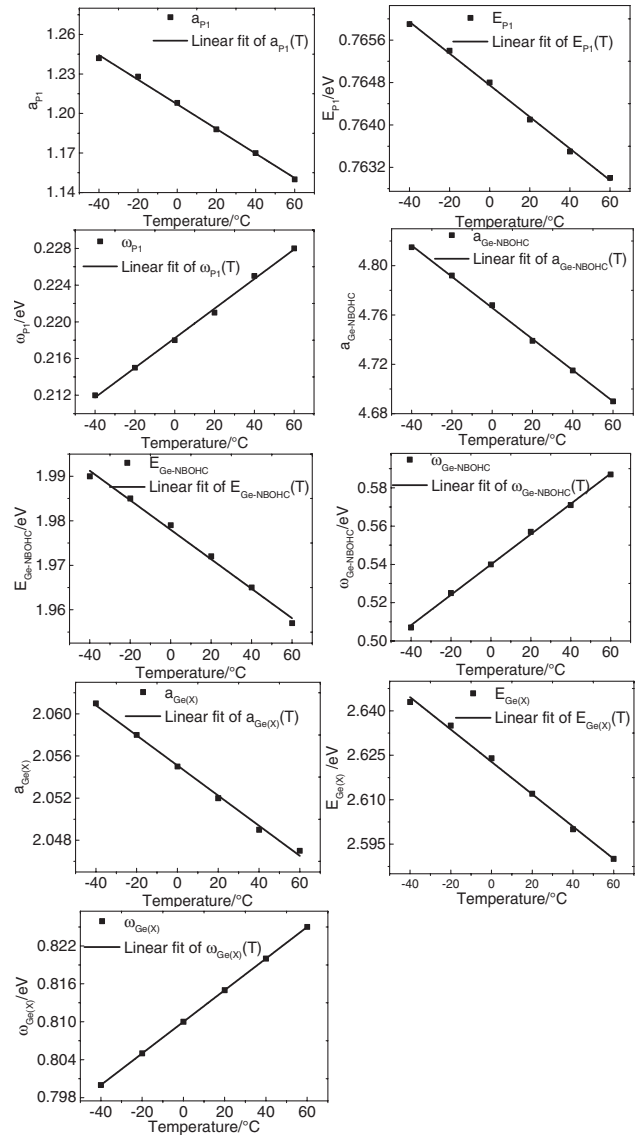 a_P1
Linear fit of a_P1(T)
a_P1
1.26
1.23
1.20
1.17
1.14
-40 -20 0 20 40 60
Temperature/°C
E_P1
Linear fit of E_P1(T)
E_P1/eV
0.7656
0.7648
0.7640
0.7632
-40 -20 0 20 40 60
Temperature/°C
ω_P1
Linear fit of ω_P1(T)
ω_P1/eV
0.228
0.224
0.220
0.216
0.212
-40 -20 0 20 40 60
Temperature/°C
a_Ge-NBOHC
Linear fit of a_Ge-NBOHC(T)
a_Ge-NBOHC
4.80
4.76
4.72
4.68
-40 -20 0 20 40 60
Temperature/°C
E_Ge-NBOHC
Linear fit of E_Ge-NBOHC(T)
E_Ge-NBOHC/eV
1.99
1.98
1.97
1.96
-40 -20 0 20 40 60
Temperature/°C
ω_Ge-NBOHC
Linear fit of ω_Ge-NBOHC(T)
ω_Ge-NBOHC/eV
0.58
0.56
0.54
0.52
0.50
-40 -20 0 20 40 60
Temperature/°C
a_Ge(X)
Linear fit of a_Ge(X)(T)
a_Ge(X)
2.060
2.056
2.052
2.048
-40 -20 0 20 40 60
Temperature/°C
E_Ge(X)
Linear fit of E_Ge(X)(T)
E_Ge(X)/eV
2.640
2.625
2.610
2.595
-40 -20 0 20 40 60
Temperature/°C
ω_Ge(X)
Linear fit of ω_Ge(X)(T)
ω_Ge(X)/eV
0.822
0.816
0.810
0.804
0.798
-40 -20 0 20 40 60
Temperature/°C